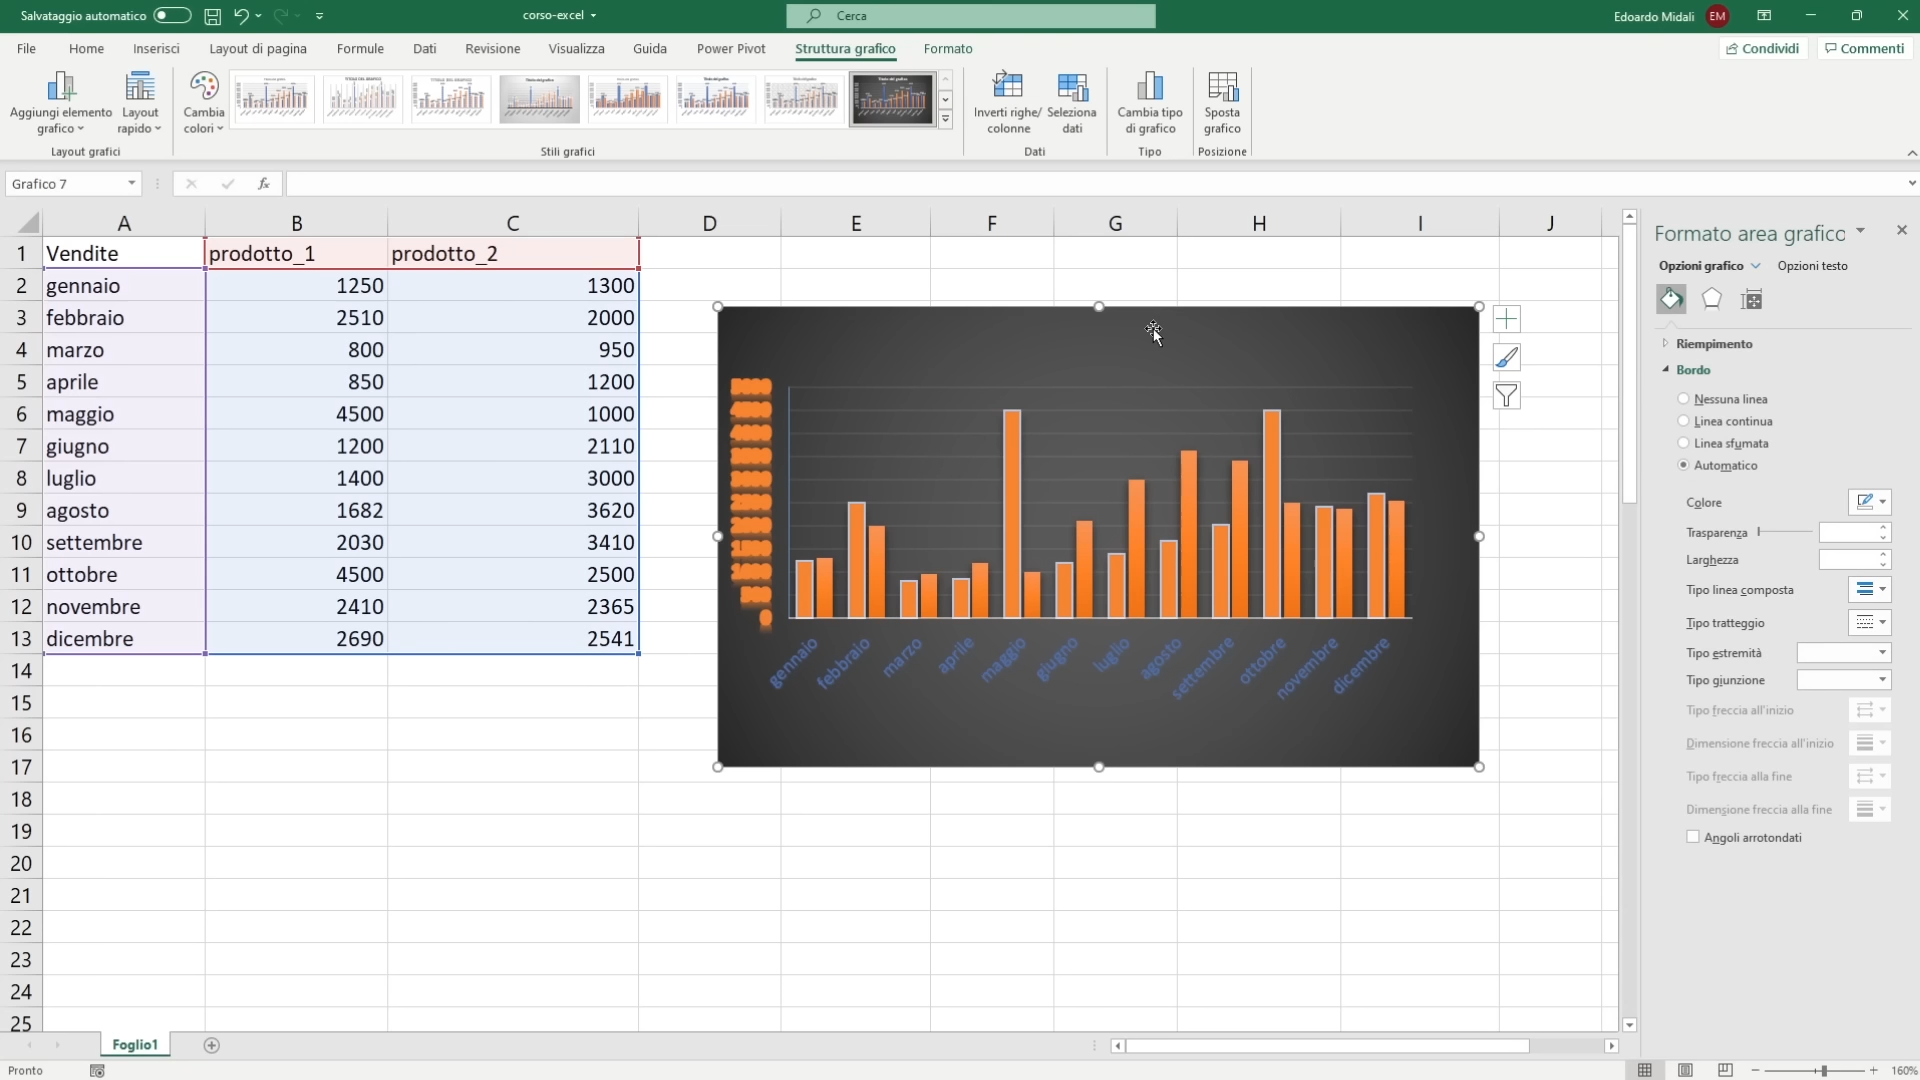 Salvataggio automatico
corso-excel
Cerca
Edoardo Midali
EM
File
Home
Inserisci
Layout di pagina
Formule
Dati
Revisione
Visualizza
Guida
Power Pivot
Struttura grafico
Formato
Condividi
Commenti
Aggiungi elemento
grafico
Layout
rapido
Cambia
colori
Inverti righe/
colonne
Seleziona
dati
Cambia tipo
di grafico
Sposta
grafico
Layout grafici
Stili grafici
Dati
Tipo
Posizione
Grafico 7
fx
A B C D E F G H I J
1 Vendite prodotto_1 prodotto_2
2 gennaio 1250 1300
3 febbraio 2510 2000
4 marzo 800 950
5 aprile 850 1200
6 maggio 4500 1000
7 giugno 1200 2110
8 luglio 1400 3000
9 agosto 1682 3620
10 settembre 2030 3410
11 ottobre 4500 2500
12 novembre 2410 2365
13 dicembre 2690 2541
14
15
16
17
18
19
20
21
22
23
24
25
gennaio
febbraio
marzo
aprile
maggio
giugno
luglio
agosto
settembre
ottobre
novembre
dicembre
Formato area grafico
Opzioni grafico
Opzioni testo
Riempimento
Bordo
Nessuna linea
Linea continua
Linea sfumata
Automatico
Colore
Trasparenza
Larghezza
Tipo linea composta
Tipo tratteggio
Tipo estremità
Tipo giunzione
Tipo freccia all'inizio
Dimensione freccia all'inizio
Tipo freccia alla fine
Dimensione freccia alla fine
Angoli arrotondati
Foglio1
Pronto
160%